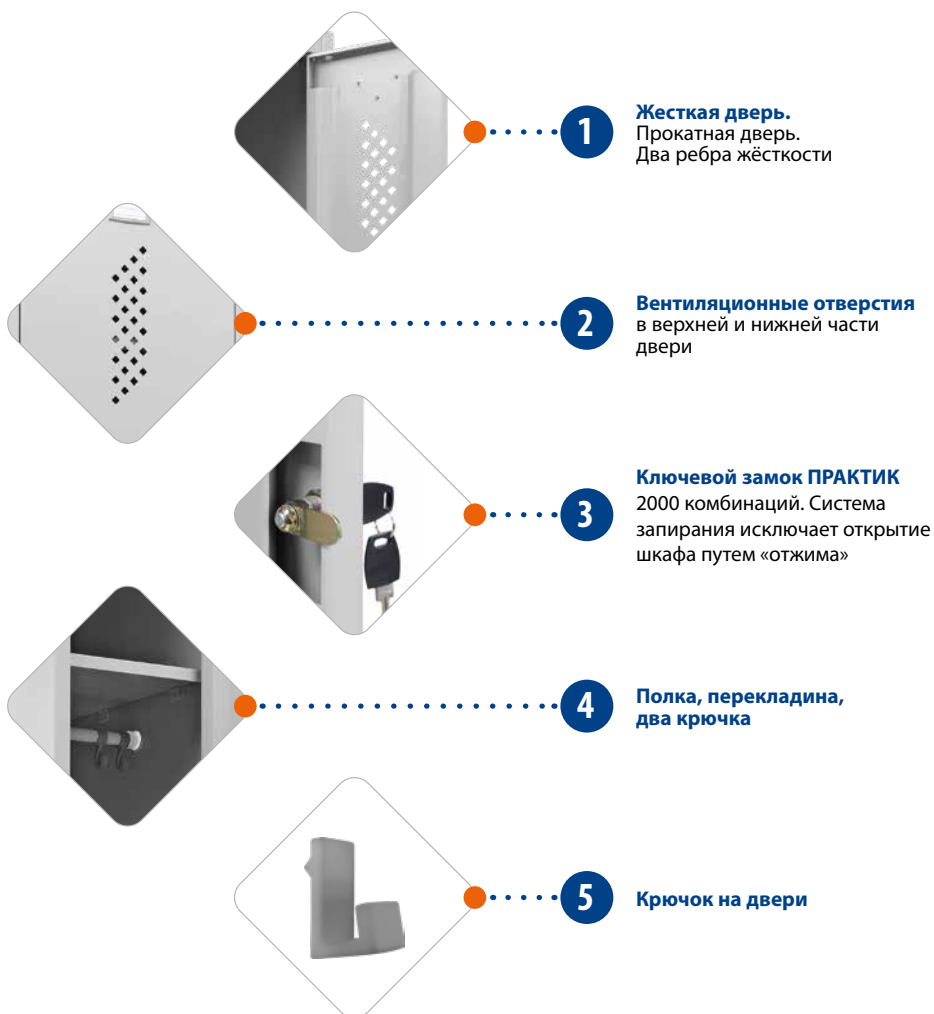 1
Жесткая дверь.
Прокатная дверь.
Два ребра жёсткости
2
Вентиляционные отверстия
в верхней и нижней части
двери
3
Ключевой замок ПРАКТИК
2000 комбинаций. Система
запирания исключает открытие
шкафа путем «отжима»
4
Полка, перекладина,
два крючка
5
Крючок на двери